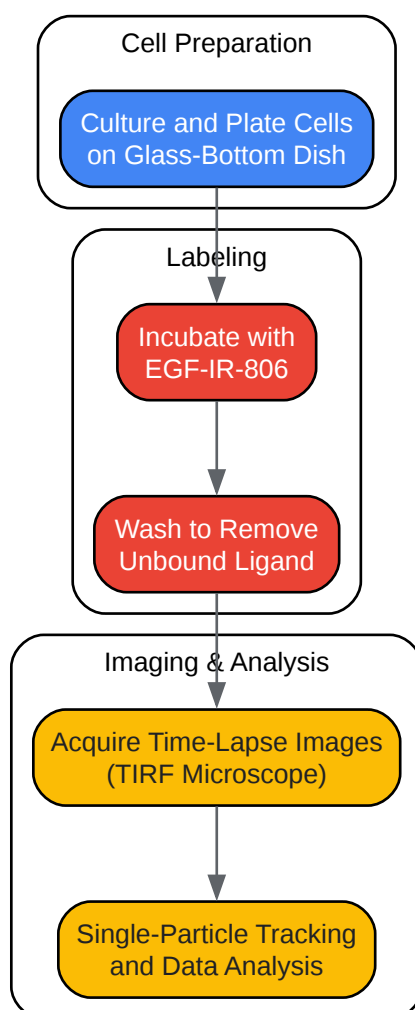 Cell Preparation
Culture and Plate Cells
on Glass-Bottom Dish
Labeling
Incubate with
EGF-IR-806
Wash to Remove
Unbound Ligand
Imaging & Analysis
Acquire Time-Lapse Images
(TIRF Microscope)
Single-Particle Tracking
and Data Analysis